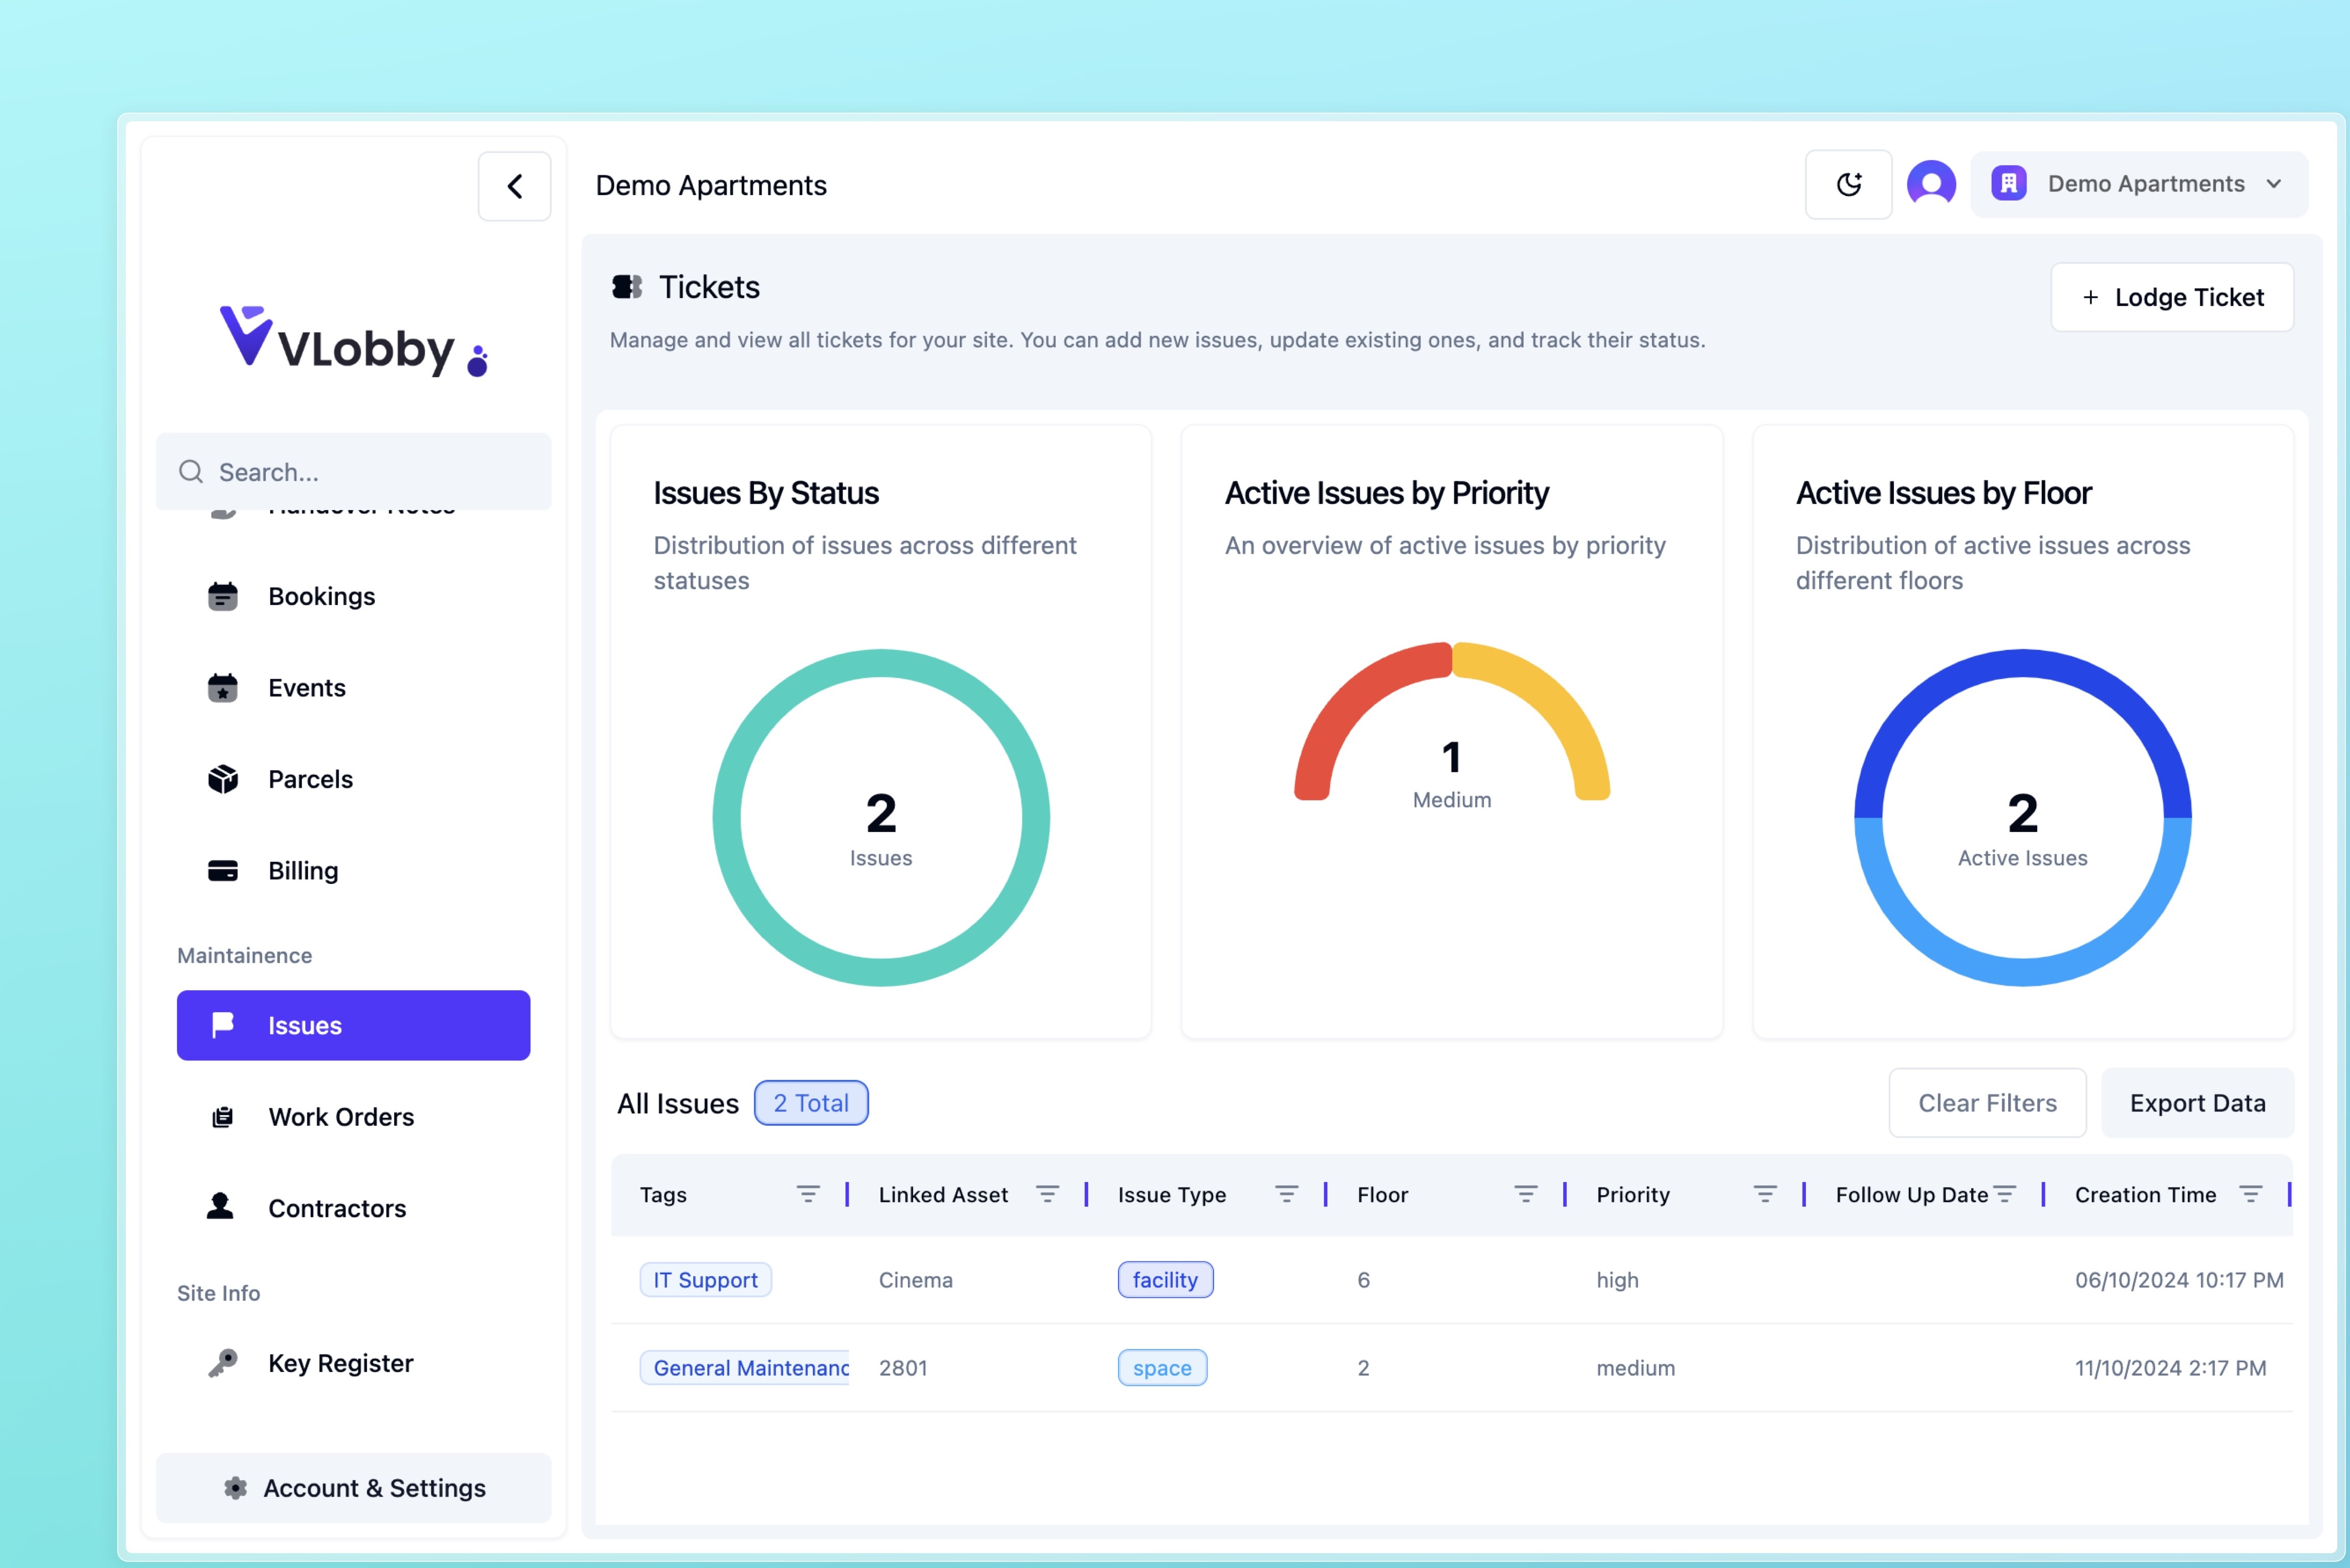 Demo Apartments
Demo Apartments
VLobby
Search...
Handover Notes
Bookings
Events
Parcels
Billing
Maintainence
Issues
Work Orders
Contractors
Site Info
Key Register
Account & Settings
Tickets
+ Lodge Ticket
Manage and view all tickets for your site. You can add new issues, update existing ones, and track their status.
Issues By Status
Distribution of issues across different
statuses
2
Issues
Active Issues by Priority
An overview of active issues by priority
1
Medium
Active Issues by Floor
Distribution of active issues across
different floors
2
Active Issues
All Issues
2 Total
Clear Filters
Export Data
Tags Linked Asset Issue Type Floor Priority Follow Up Date Creation Time
IT Support Cinema facility 6 high 06/10/2024 10:17 PM
General Maintenanc 2801 space 2 medium 11/10/2024 2:17 PM